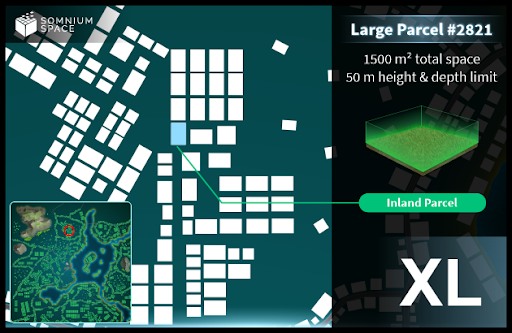 SOMNIUM
SPACE
Large Parcel #2821
1500 m² total space
50 m height & depth limit
Inland Parcel
XL